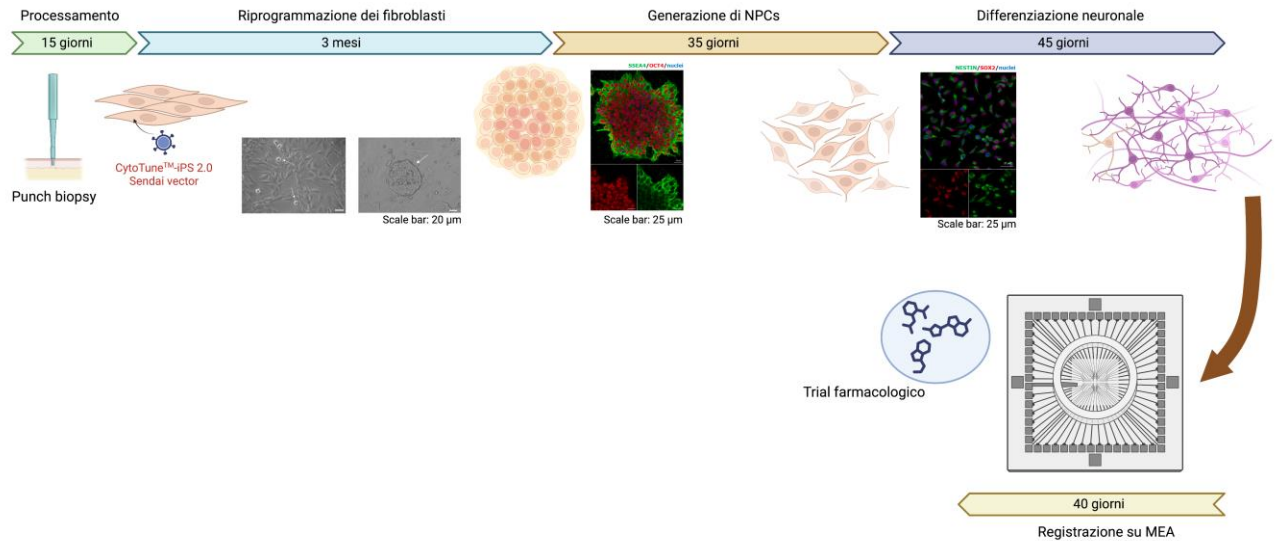 Processamento
Riprogrammazione dei fibroblasti
Generazione di NPCs
Differenziazione neuronale
15 giorni
3 mesi
35 giorni
45 giorni
SSEA4/OCT4/nuclei
NESTIN/SOX2/nuclei
CytoTune™-iPS 2.0
Sendai vector
Punch biopsy
Scale bar: 20 µm
Scale bar: 25 µm
Scale bar: 25 µm
Trial farmacologico
40 giorni
Registrazione su MEA